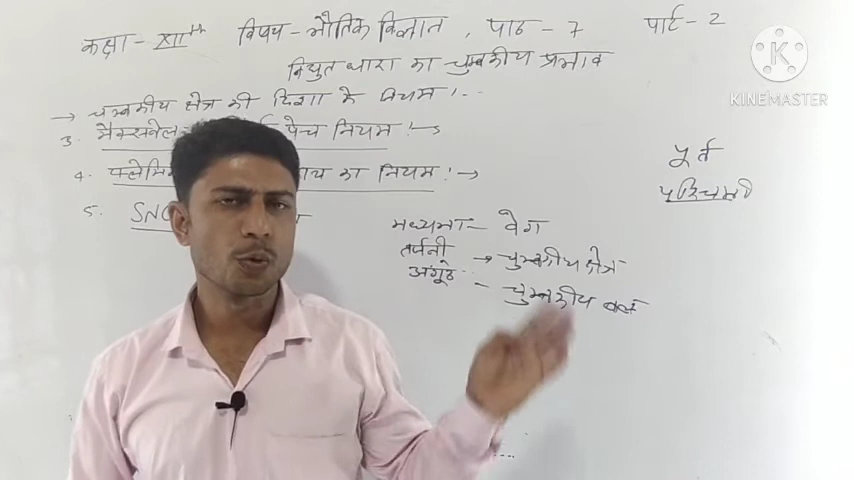 कक्षा - XIIth विषय - भौतिक विज्ञान , पाठ - 7 पार्ट - 2
विद्युत धारा का चुम्बकीय प्रभाव
→ चुम्बकीय क्षेत्र की दिशा के नियम !--
3. मैक्सवेल पेच नियम !→
4. का नियम !→
5. SN
मध्यमा - वेग
तर्जनी → चुम्बकीय क्षेत्र
अंगूठे - चुम्बकीय बल
पूर्व
K
KINEMASTER